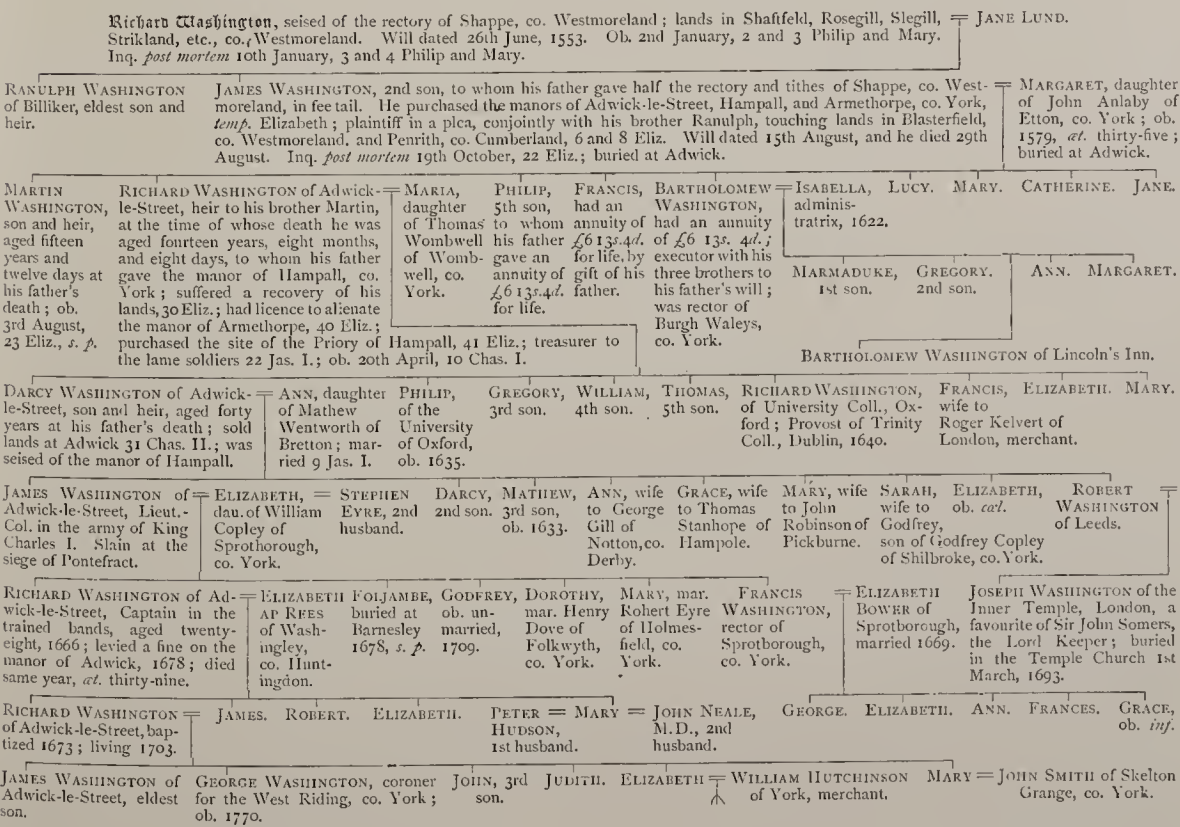 Richard Washington, seised of the rectory of Shappe, co. Westmoreland; lands in Shaftfeld, Rosegill, Slegill,
Strikland, etc., co. Westmoreland. Will dated 26th June, 1553. Ob. 2nd January, 2 and 3 Philip and Mary.
Inq. post mortem 10th January, 3 and 4 Philip and Mary.
JANE LUND.
RANULPH WASHINGTON
of Billiker, eldest son and
heir.
JAMES WASHINGTON, 2nd son, to whom his father gave half the rectory and tithes of Shappe, co. West-
moreland, in fee tail. He purchased the manors of Adwick-le-Street, Hampall, and Armethorpe, co. York,
temp. Elizabeth; plaintiff in a plea, conjointly with his brother Ranulph, touching lands in Blasterfield,
co. Westmoreland, and Penrith, co. Cumberland, 6 and 8 Eliz. Will dated 15th August, and he died 29th
August. Inq. post mortem 19th October, 22 Eliz.; buried at Adwick.
MARGARET, daughter
of John Anlaby of
Etton, co. York; ob.
1579, æt. thirty-five;
buried at Adwick.
MARTIN
WASHINGTON,
son and heir,
aged fifteen
years and
twelve days at
his father's
death; ob.
3rd August,
23 Eliz., s. p.
RICHARD WASHINGTON of Adwick-
le-Street, heir to his brother Martin,
at the time of whose death he was
aged fourteen years, eight months,
and eight days, to whom his father
gave the manor of Hampall, co.
York; suffered a recovery of his
lands, 30 Eliz.; had licence to alienate
the manor of Armethorpe, 40 Eliz.;
purchased the site of the Priory of Hampall, 41 Eliz.; treasurer to
the lame soldiers 22 Jas. I.; ob. 20th April, 10 Chas. I.
MARIA,
daughter
of Thomas
Wombwell
of Womb-
well, co.
York.
PHILIP,
5th son,
to whom
his father
gave an
annuity of
£6 13s. 4d.
for life.
FRANCIS,
had an
annuity of
£6 13s. 4d.
for life, by
gift of his
father.
BARTHOLOMEW
WASHINGTON,
had an annuity
of £6 13s. 4d.;
executor with his
three brothers to
his father's will;
was rector of
Burgh Waleys,
co. York.
ISABELLA,
adminis-
tratrix, 1622.
LUCY. MARY. CATHERINE. JANE.
MARMADUKE,
1st son.
GREGORY.
2nd son.
ANN. MARGARET.
BARTHOLOMEW WASHINGTON of Lincoln's Inn.
DARCY WASHINGTON of Adwick-
le-Street, son and heir, aged forty
years at his father's death; sold
lands at Adwick 31 Chas. II.; was
seised of the manor of Hampall.
ANN, daughter
of Mathew
Wentworth of
Bretton; mar-
ried 9 Jas. I.
PHILIP,
of the
University
of Oxford,
ob. 1635.
GREGORY,
3rd son.
WILLIAM,
4th son.
THOMAS,
5th son.
RICHARD WASHINGTON,
of University Coll., Ox-
ford; Provost of Trinity
Coll., Dublin, 1640.
FRANCIS,
wife to
Roger Kelvert of
London, merchant.
ELIZABETH. MARY.
JAMES WASHINGTON of
Adwick-le-Street, Lieut.-
Col. in the army of King
Charles I. Slain at the
siege of Pontefract.
ELIZABETH,
dau. of William
Copley of
Sprothorough,
co. York.
STEPHEN
EYRE, 2nd
husband.
DARCY,
2nd son.
MATHEW,
3rd son,
ob. 1633.
ANN, wife
to George
Gill of
Notton, co.
Derby.
GRACE, wife
to Thomas
Stanhope of
Hampole.
MARY, wife
to John
Robinson of
Pickburne.
SARAH,
wife to
Godfrey,
son of Godfrey Copley
of Shilbroke, co. York.
ELIZABETH,
ob. cæl.
ROBERT
WASHINGTON
of Leeds.
RICHARD WASHINGTON of Ad-
wick-le-Street, Captain in the
trained bands, aged twenty-
eight, 1666; levied a fine on the
manor of Adwick, 1678; died
same year, æt. thirty-nine.
ELIZABETH
AP REES
of Wash-
ingley,
co. Hunt-
ingdon.
FOLJAMBE,
buried at
Barnesley
1678, s. p.
GODFREY,
ob. un-
married,
1709.
DOROTHY,
mar. Henry
Dove of
Folkwyth,
co. York.
MARY, mar.
Robert Eyre
of Holmes-
field, co.
York.
FRANCIS
WASHINGTON,
rector of
Sprotborough,
co. York.
ELIZABETH
BOWER of
Sprotborough,
married 1669.
JOSEPH WASHINGTON of the
Inner Temple, London, a
favourite of Sir John Somers,
the Lord Keeper; buried
in the Temple Church 1st
March, 1693.
RICHARD WASHINGTON
of Adwick-le-Street, bap-
tized 1673; living 1703.
JAMES. ROBERT. ELIZABETH.
PETER
HUDSON,
1st husband.
MARY
JOHN NEALE,
M.D., 2nd
husband.
GEORGE. ELIZABETH. ANN. FRANCES. GRACE,
ob. inf.
JAMES WASHINGTON of
Adwick-le-Street, eldest
son.
GEORGE WASHINGTON, coroner
for the West Riding, co. York;
ob. 1770.
JOHN, 3rd
son.
JUDITH. ELIZABETH
WILLIAM HUTCHINSON
of York, merchant.
MARY
JOHN SMITH of Skelton
Grange, co. York.